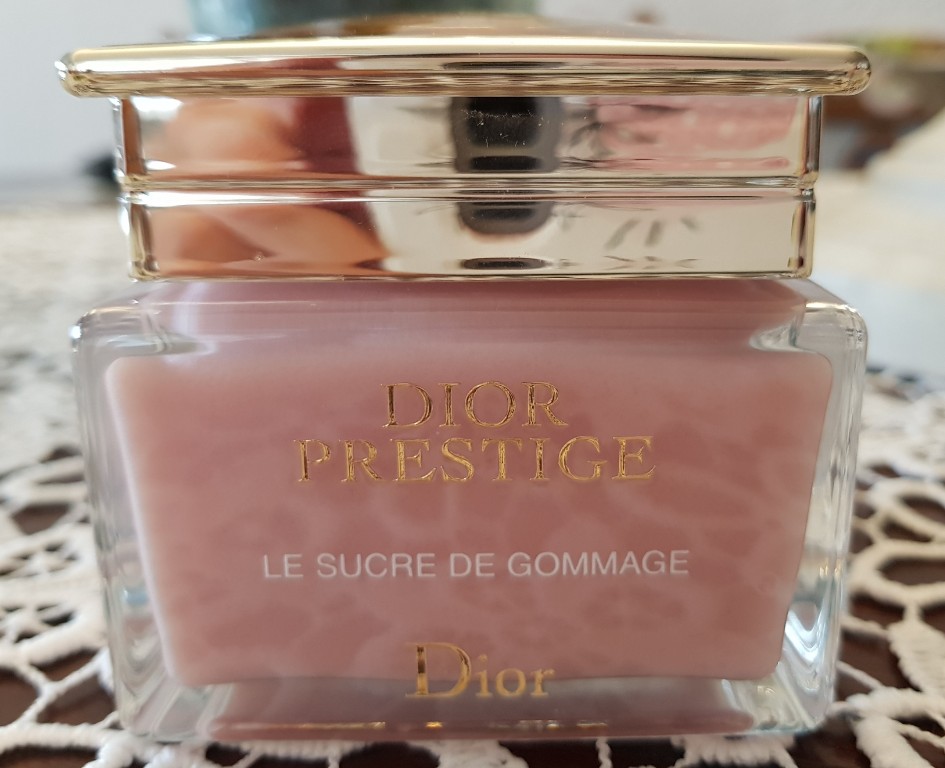 DIOR
PRESTIGE
LE SUCRE DE GOMMAGE
Dior